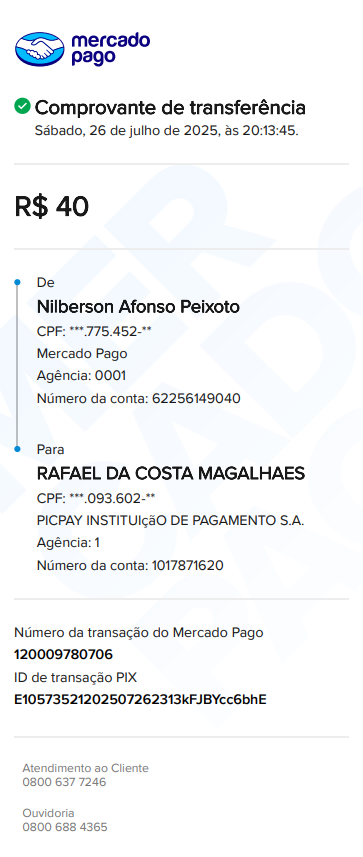 mercado
pago
Comprovante de transferência
Sábado, 26 de julho de 2025, às 20:13:45.
R$ 40
De
Nilberson Afonso Peixoto
CPF: ***.775.452-**
Mercado Pago
Agência: 0001
Número da conta: 62256149040
Para
RAFAEL DA COSTA MAGALHAES
CPF: ***.093.602-**
PICPAY INSTITUIçãO DE PAGAMENTO S.A.
Agência: 1
Número da conta: 1017871620
Número da transação do Mercado Pago
120009780706
ID de transação PIX
E10573521202507262313kFJBYcc6bhE
Atendimento ao Cliente
0800 637 7246
Ouvidoria
0800 688 4365